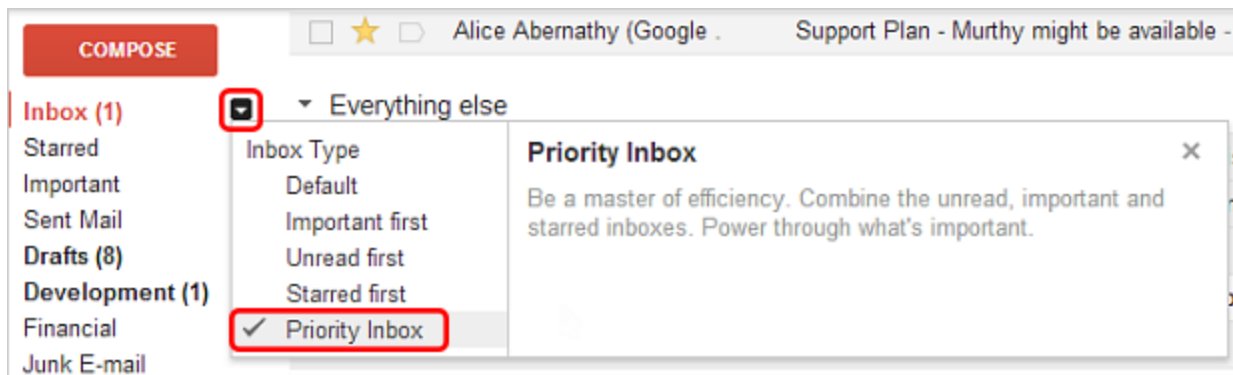 COMPOSE
Alice Abernathy (Google . Support Plan - Murthy might be available -
Inbox (1)
Everything else
Starred
Important
Sent Mail
Drafts (8)
Development (1)
Financial
Junk E-mail
Inbox Type
Default
Important first
Unread first
Starred first
Priority Inbox
Priority Inbox
Be a master of efficiency. Combine the unread, important and
starred inboxes. Power through what's important.